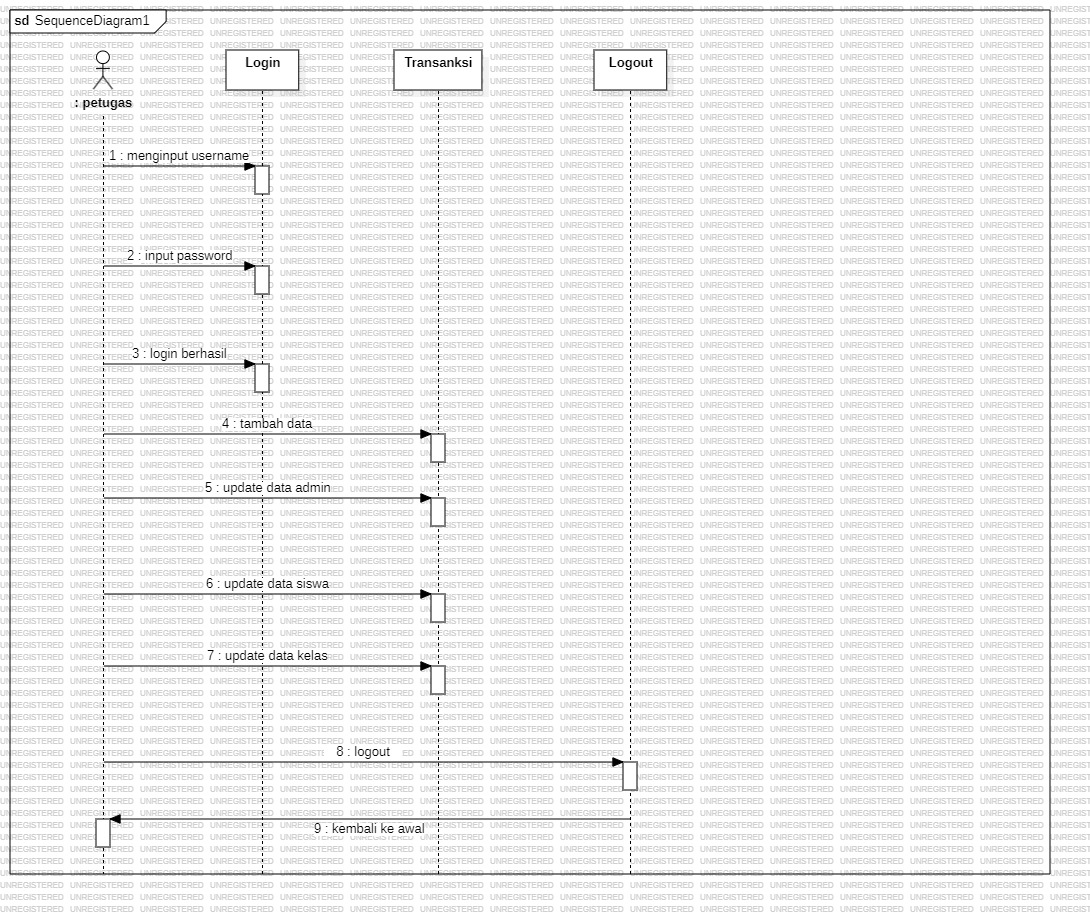 sd SequenceDiagram1
: petugas
Login
Transanksi
Logout
1 : menginput username
2 : input password
3 : login berhasil
4 : tambah data
5 : update data admin
6 : update data siswa
7 : update data kelas
8 : logout
9 : kembali ke awal
UNREGISTERED